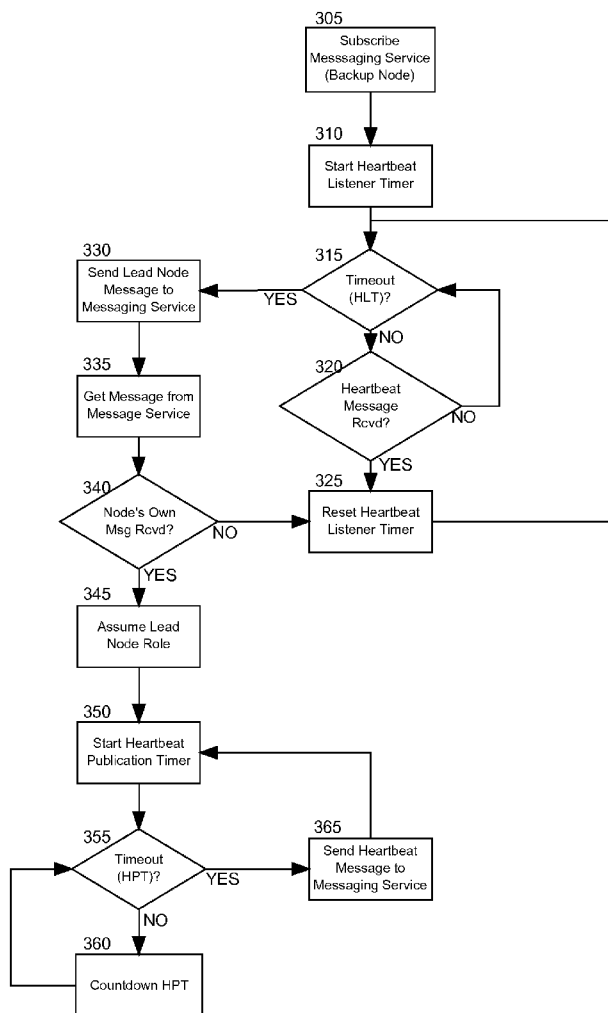 305
Subscribe
Messsaging Service
(Backup Node)
310
Start Heartbeat
Listener Timer
315
Timeout
(HLT)?
YES
NO
330
Send Lead Node
Message to
Messaging Service
320
Heartbeat
Message
Rcvd?
NO
YES
335
Get Message from
Message Service
325
Reset Heartbeat
Listener Timer
340
Node's Own
Msg Rcvd?
NO
YES
345
Assume Lead
Node Role
350
Start Heartbeat
Publication Timer
355
Timeout
(HPT)?
YES
NO
365
Send Heartbeat
Message to
Messaging Service
360
Countdown HPT